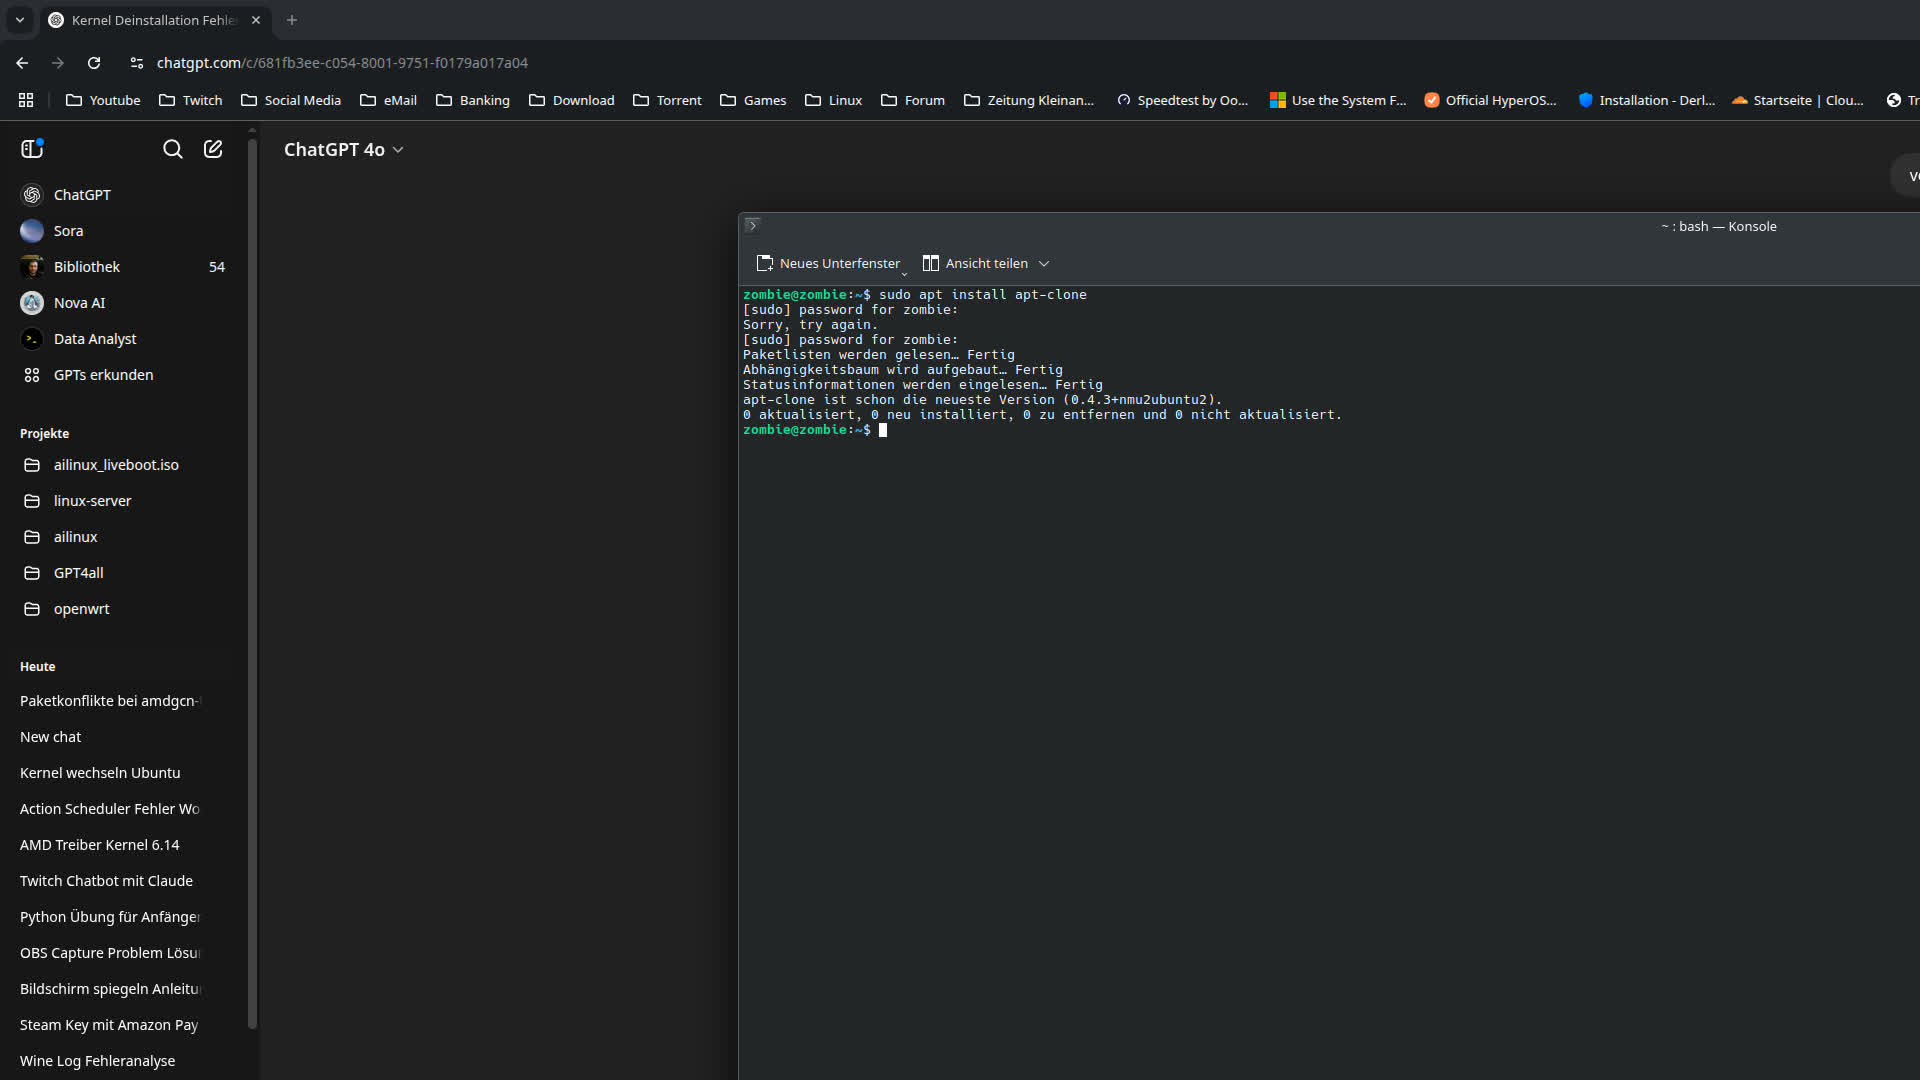 Kernel Deinstallation Fehle
chatgpt.com/c/681fb3ee-c054-8001-9751-f0179a017a04
Youtube Twitch Social Media eMail Banking Download Torrent Games Linux Forum Zeitung Kleinan... Speedtest by Oo... Use the System F... Official HyperOS... Installation - Derl... Startseite | Clou... Tr
ChatGPT 4o
ChatGPT
Sora
Bibliothek 54
Nova AI
Data Analyst
GPTs erkunden
Projekte
ailinux_liveboot.iso
linux-server
ailinux
GPT4all
openwrt
Heute
Paketkonflikte bei amdgcn-
New chat
Kernel wechseln Ubuntu
Action Scheduler Fehler Wo
AMD Treiber Kernel 6.14
Twitch Chatbot mit Claude
Python Übung für Anfänger
OBS Capture Problem Lösu
Bildschirm spiegeln Anleitu
Steam Key mit Amazon Pay
Wine Log Fehleranalyse
~ : bash — Konsole
Neues Unterfenster Ansicht teilen
zombie@zombie:~$ sudo apt install apt-clone
[sudo] password for zombie:
Sorry, try again.
[sudo] password for zombie:
Paketlisten werden gelesen… Fertig
Abhängigkeitsbaum wird aufgebaut… Fertig
Statusinformationen werden eingelesen… Fertig
apt-clone ist schon die neueste Version (0.4.3+nmu2ubuntu2).
0 aktualisiert, 0 neu installiert, 0 zu entfernen und 0 nicht aktualisiert.
zombie@zombie:~$